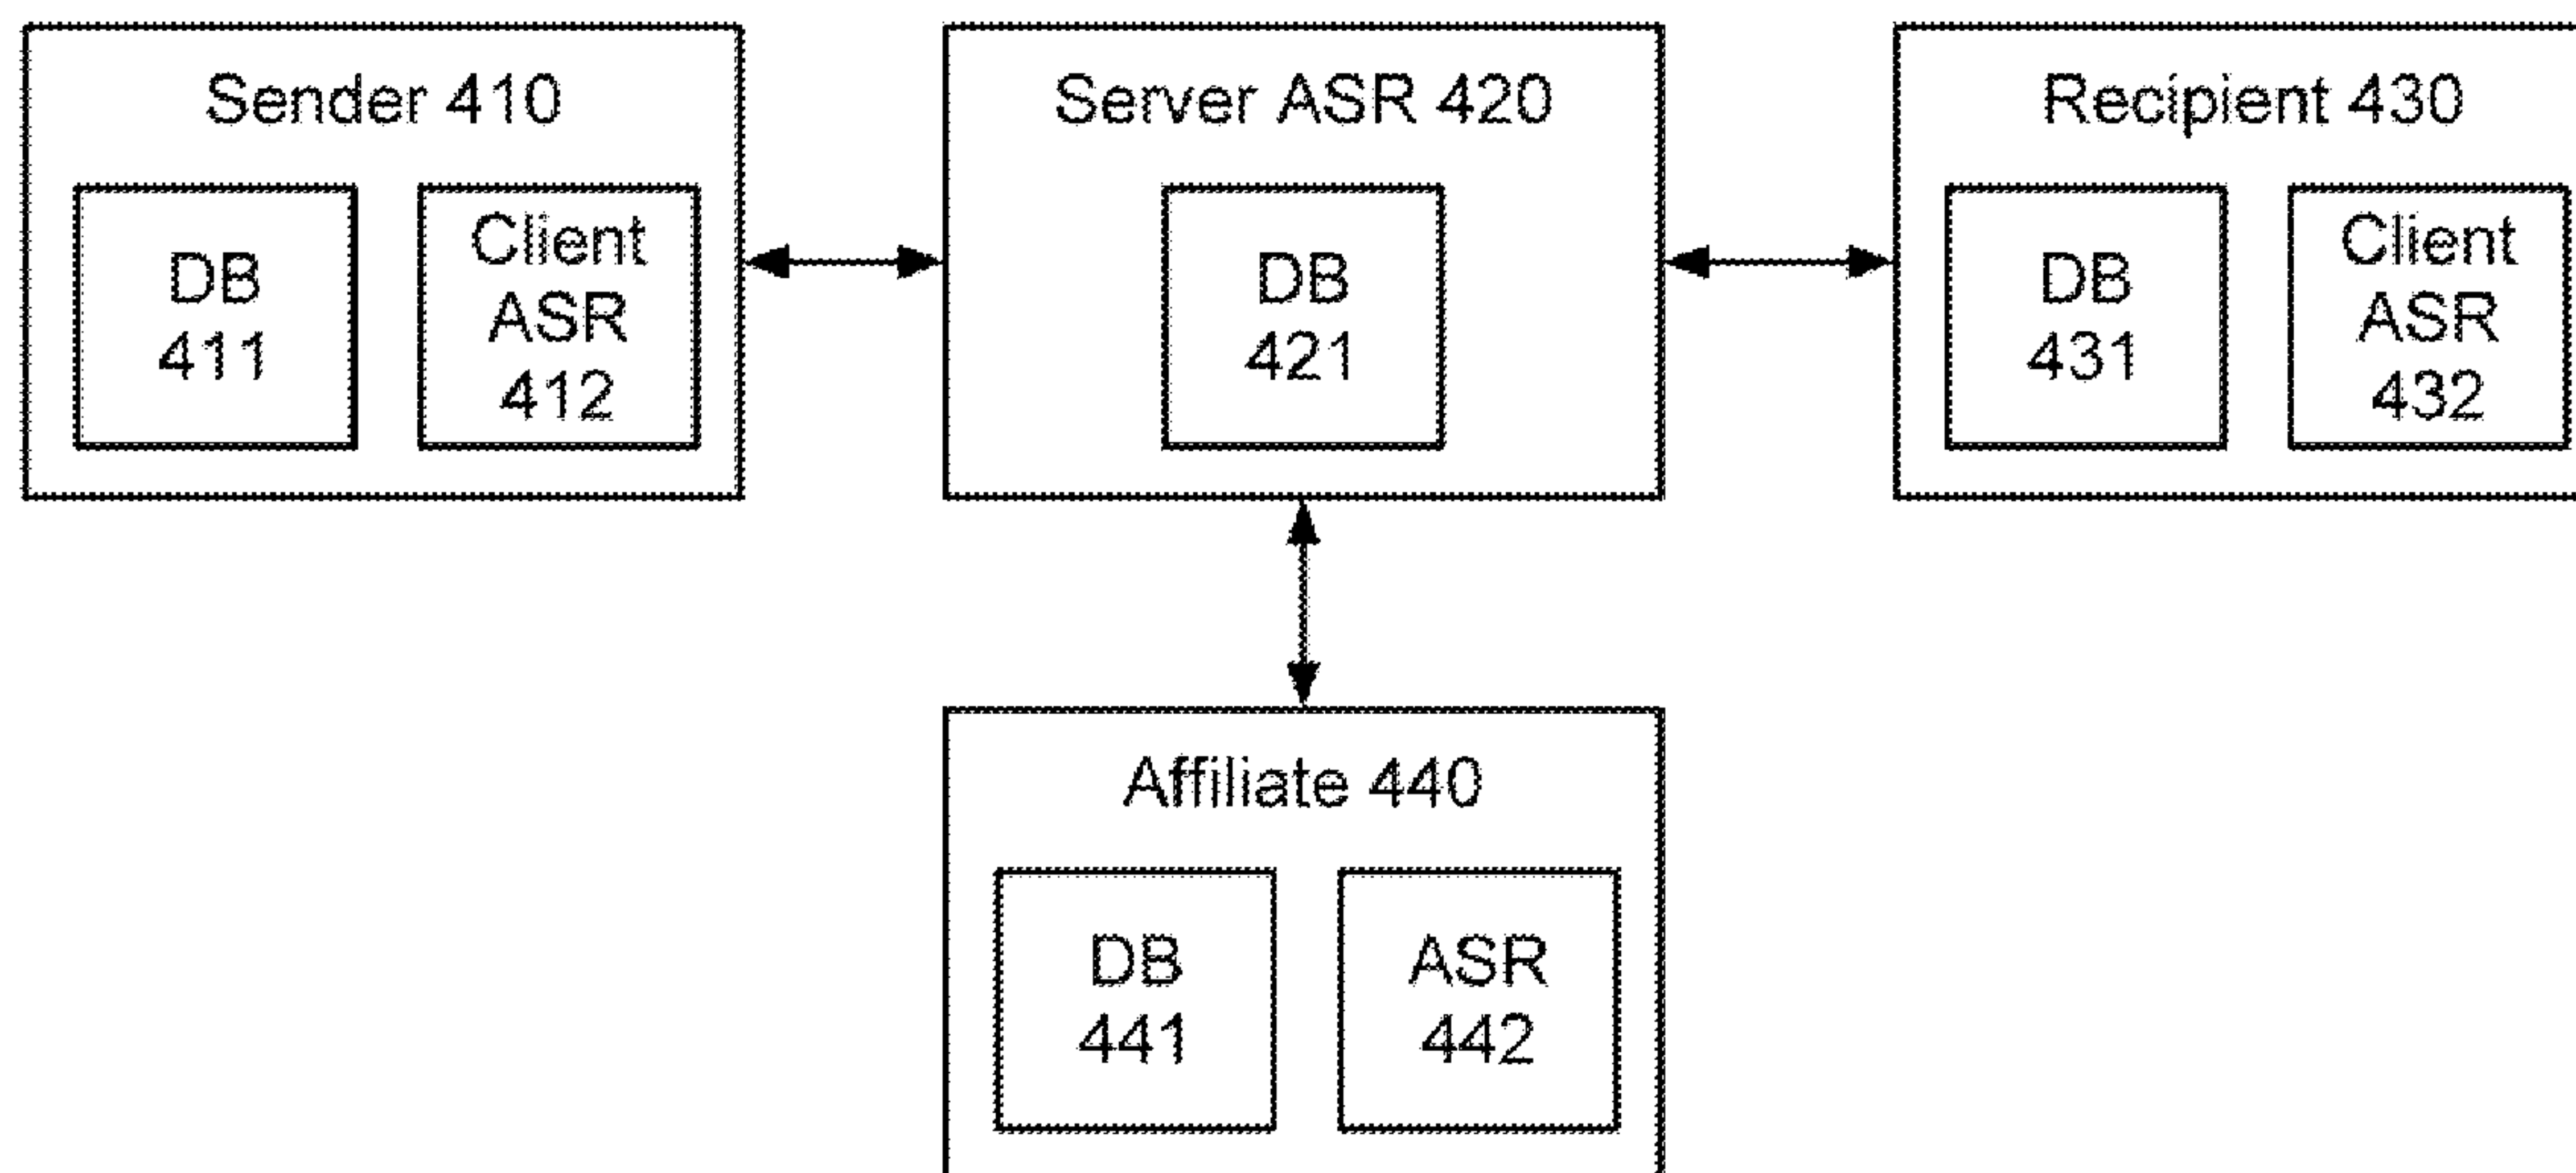 Sender 410
DB
411
Client
ASR
412
Server ASR 420
DB
421
Recipient 430
DB
431
Client
ASR
432
Affiliate 440
DB
441
ASR
442